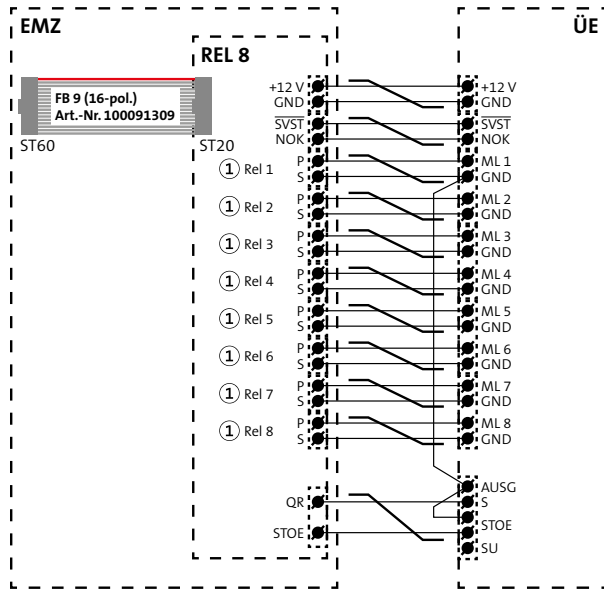 EMZ
ÜE
REL 8
FB 9 (16-pol.)
Art.-Nr. 100091309
ST60
ST20
+12 V
GND
SVST
NOK
1 Rel 1 P
S
1 Rel 2 P
S
1 Rel 3 P
S
1 Rel 4 P
S
1 Rel 5 P
S
1 Rel 6 P
S
1 Rel 7 P
S
1 Rel 8 P
S
QR
STOE
+12 V
GND
SVST
NOK
ML 1
GND
ML 2
GND
ML 3
GND
ML 4
GND
ML 5
GND
ML 6
GND
ML 7
GND
ML 8
GND
AUSG
S
STOE
SU